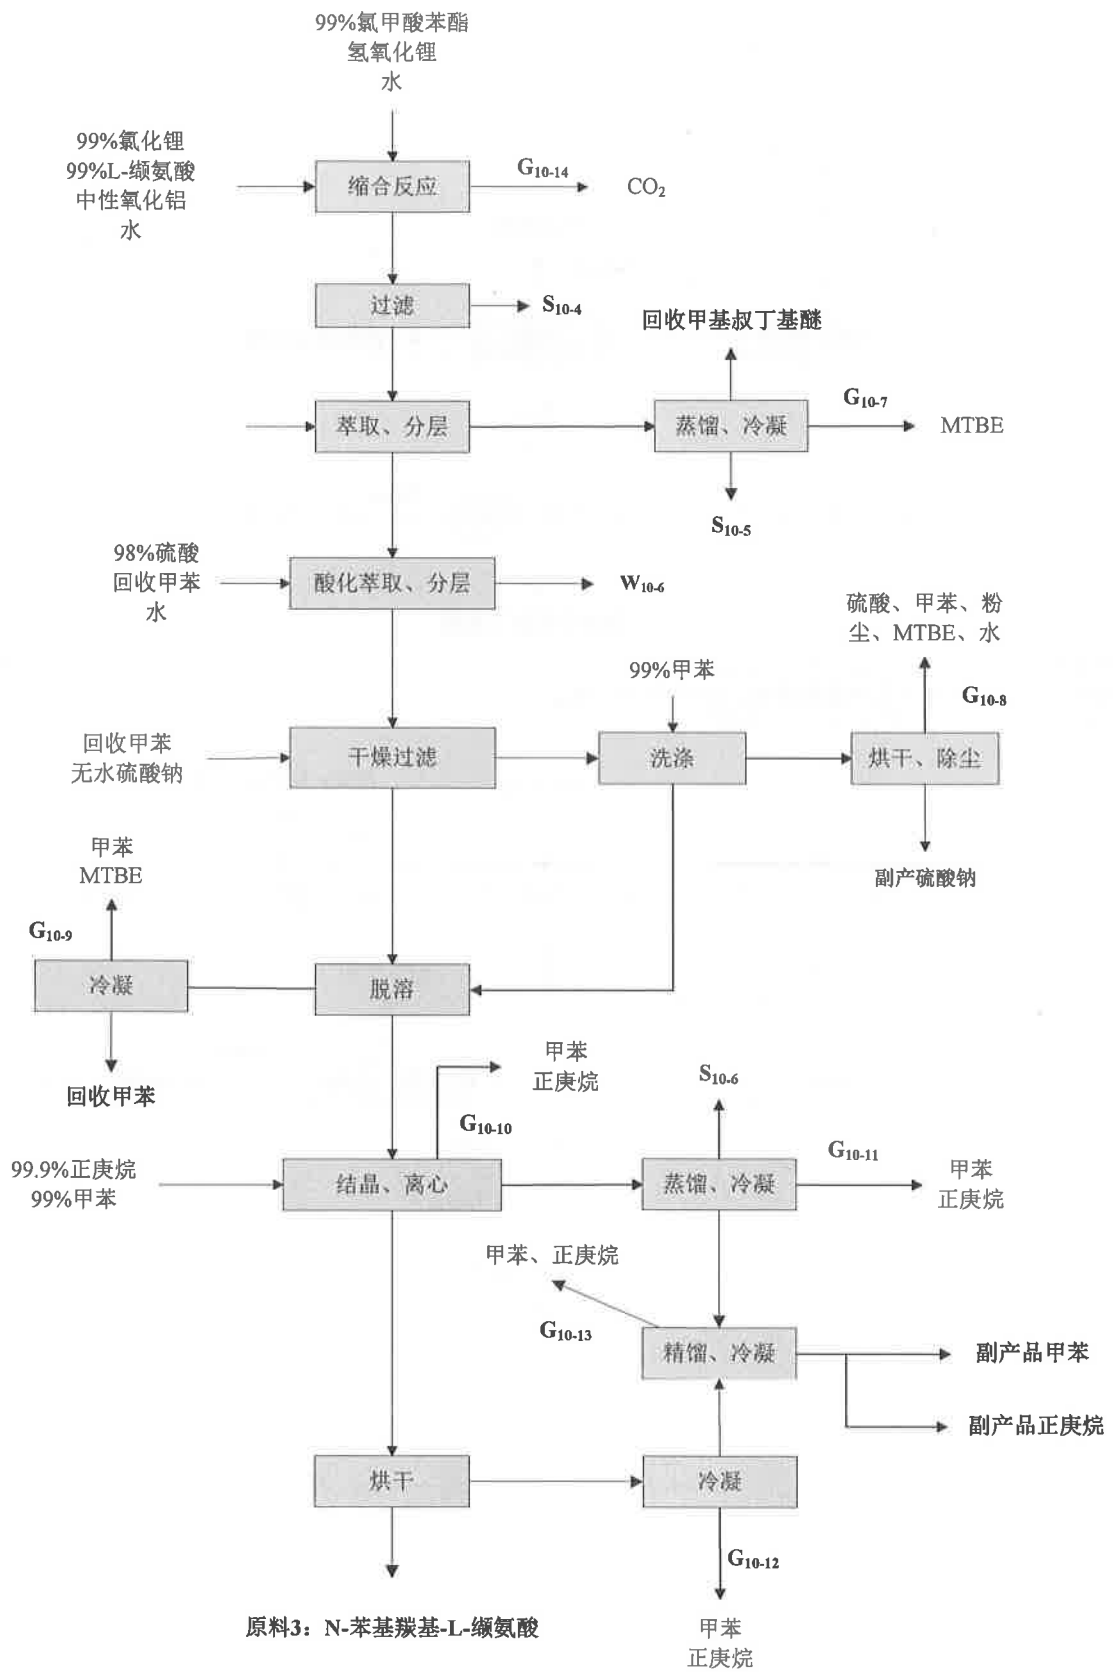 99%氯甲酸苯酯
氢氧化锂
水
99%氯化锂
99%L-缬氨酸
中性氧化铝
水
缩合反应
G10-14
CO2
过滤
S10-4
回收甲基叔丁基醚
萃取、分层
蒸馏、冷凝
G10-7
MTBE
S10-5
98%硫酸
回收甲苯
水
酸化萃取、分层
W10-6
硫酸、甲苯、粉
尘、MTBE、水
99%甲苯
G10-8
回收甲苯
无水硫酸钠
干燥过滤
洗涤
烘干、除尘
副产硫酸钠
甲苯
MTBE
G10-9
冷凝
脱溶
回收甲苯
甲苯
正庚烷
S10-6
G10-10
99.9%正庚烷
99%甲苯
结晶、离心
蒸馏、冷凝
G10-11
甲苯
正庚烷
甲苯、正庚烷
G10-13
精馏、冷凝
副产品甲苯
副产品正庚烷
烘干
冷凝
G10-12
原料3：N-苯基羰基-L-缬氨酸
甲苯
正庚烷